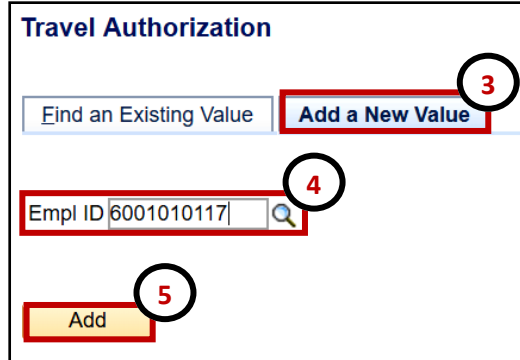 Travel Authorization
3
Find an Existing Value Add a New Value
4
Empl ID 6001010117
5
Add